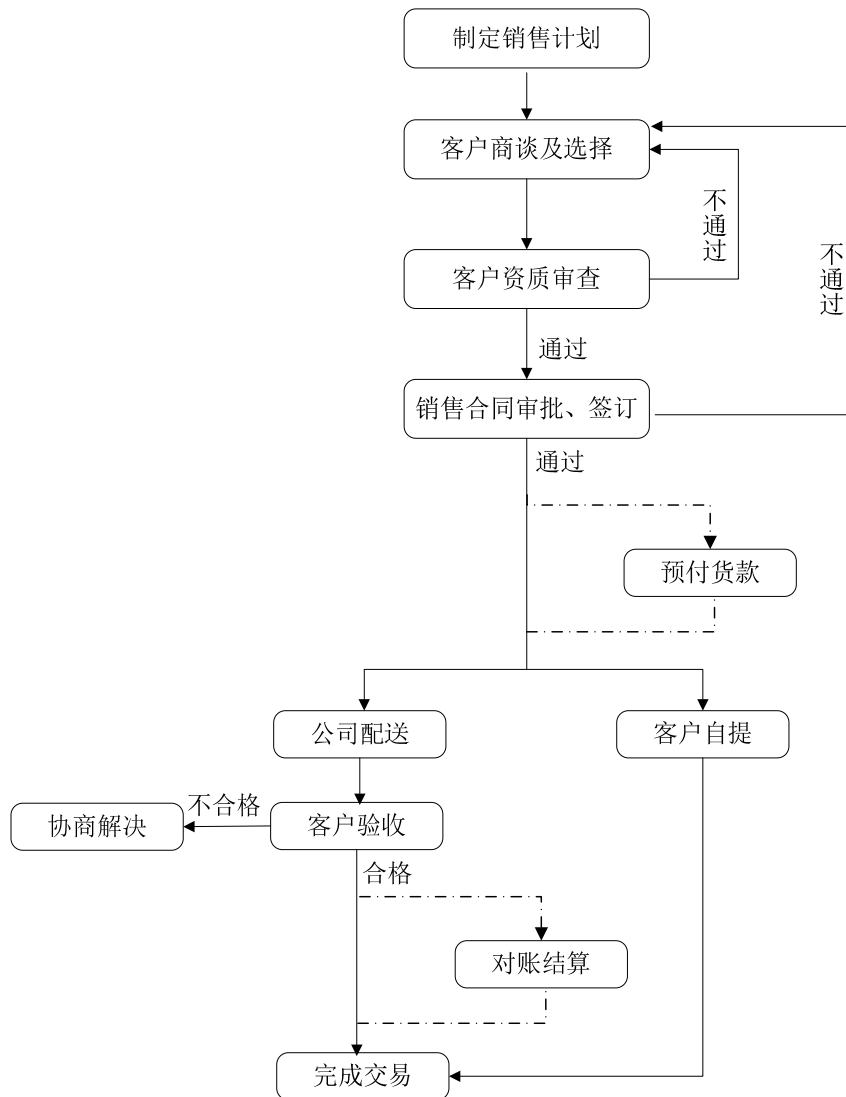 制定销售计划
客户商谈及选择
不通过
不通过
客户资质审查
通过
销售合同审批、签订
通过
预付货款
公司配送
客户自提
不合格
协商解决
客户验收
合格
对账结算
完成交易